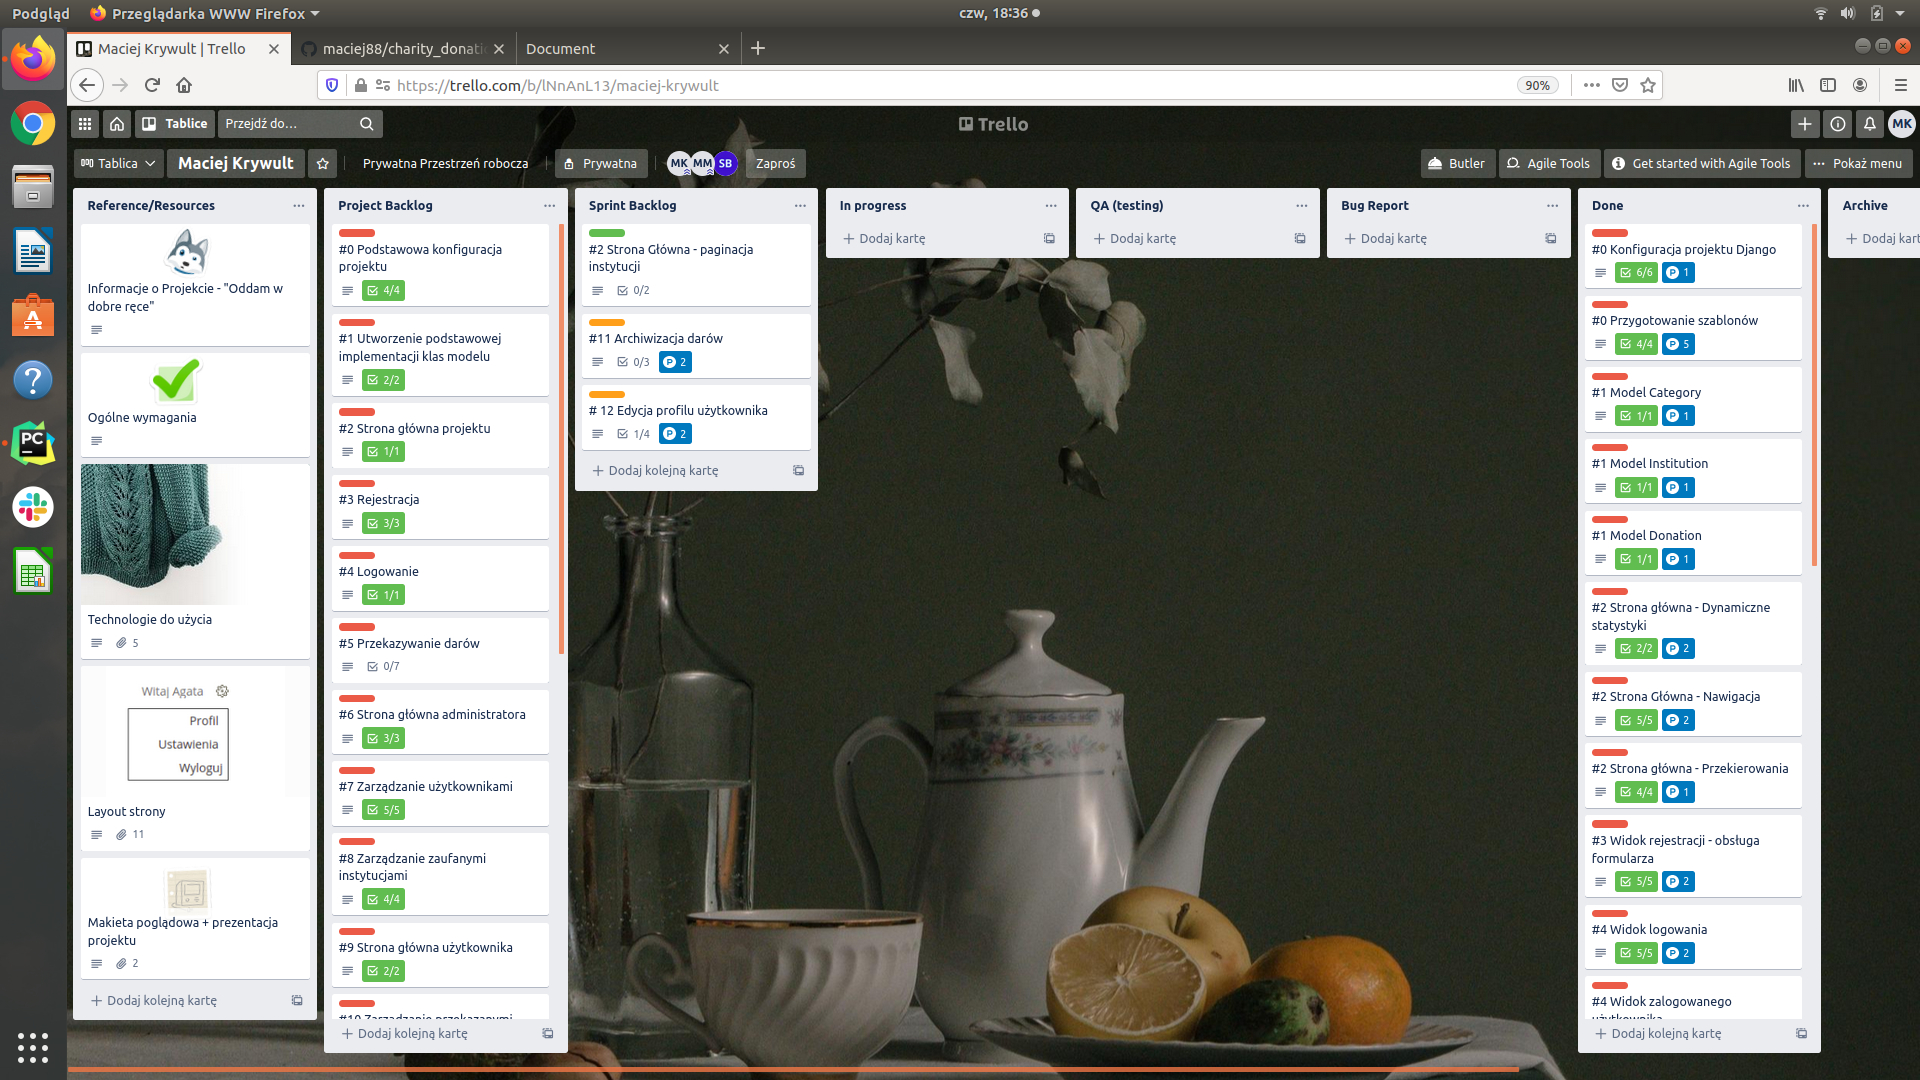 Podgląd
Przeglądarka WWW Firefox
czw, 18:36
Maciej Krywult | Trello
maciej88/charity_donati
Document
https://trello.com/b/lNnAnL13/maciej-krywult
90%
Tablice
Przejdź do...
Trello
MK
Tablica
Maciej Krywult
Prywatna Przestrzeń robocza
Prywatna
MK
MM
SB
Zaproś
Butler
Agile Tools
Get started with Agile Tools
Pokaż menu
Reference/Resources
Informacje o Projekcie - "Oddam w
dobre ręce"
Ogólne wymagania
Technologie do użycia
5
Witaj Agata
Profil
Ustawienia
Wyloguj
Layout strony
11
Makieta poglądowa + prezentacja
projektu
2
Dodaj kolejną kartę
Project Backlog
#0 Podstawowa konfiguracja
projektu
4/4
#1 Utworzenie podstawowej
implementacji klas modelu
2/2
#2 Strona główna projektu
1/1
#3 Rejestracja
3/3
#4 Logowanie
1/1
#5 Przekazywanie darów
0/7
#6 Strona główna administratora
3/3
#7 Zarządzanie użytkownikami
5/5
#8 Zarządzanie zaufanymi
instytucjami
4/4
#9 Strona główna użytkownika
2/2
#10 Zarządzanie przekazanymi
Dodaj kolejną kartę
Sprint Backlog
#2 Strona Główna - paginacja
instytucji
0/2
#11 Archiwizacja darów
0/3
P 2
# 12 Edycja profilu użytkownika
1/4
P 2
Dodaj kolejną kartę
In progress
Dodaj kartę
QA (testing)
Dodaj kartę
Bug Report
Dodaj kartę
Done
#0 Konfiguracja projektu Django
6/6
P 1
#0 Przygotowanie szablonów
4/4
P 5
#1 Model Category
1/1
P 1
#1 Model Institution
1/1
P 1
#1 Model Donation
1/1
P 1
#2 Strona główna - Dynamiczne
statystyki
2/2
P 2
#2 Strona Główna - Nawigacja
5/5
P 2
#2 Strona główna - Przekierowania
4/4
P 1
#3 Widok rejestracji - obsługa
formularza
5/5
P 2
#4 Widok logowania
5/5
P 2
#4 Widok zalogowanego
użytkownika
Dodaj kolejną kartę
Archive
Dodaj kart
PC